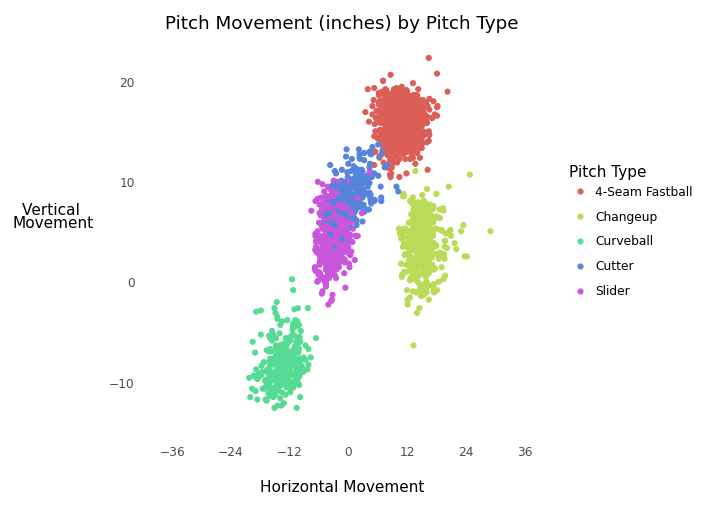 Pitch Movement (inches) by Pitch Type
20
10
0
−10
Vertical
Movement
−36 −24 −12 0 12 24 36
Horizontal Movement
Pitch Type
4-Seam Fastball
Changeup
Curveball
Cutter
Slider